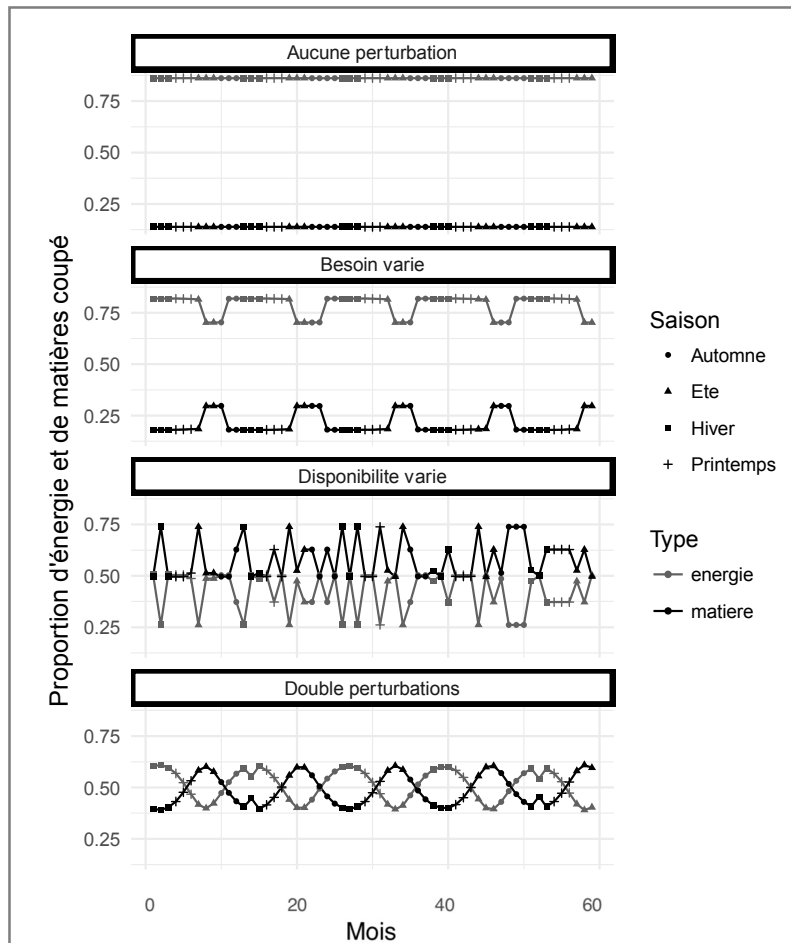 Aucune perturbation
0.75
0.50
0.25
Besoin varie
0.75
0.50
0.25
Disponibilite varie
0.75
0.50
0.25
Double perturbations
0.75
0.50
0.25
0 20 40 60
Mois
Proportion d'énergie et de matières coupé
Saison
Automne
Ete
Hiver
Printemps
Type
energie
matiere